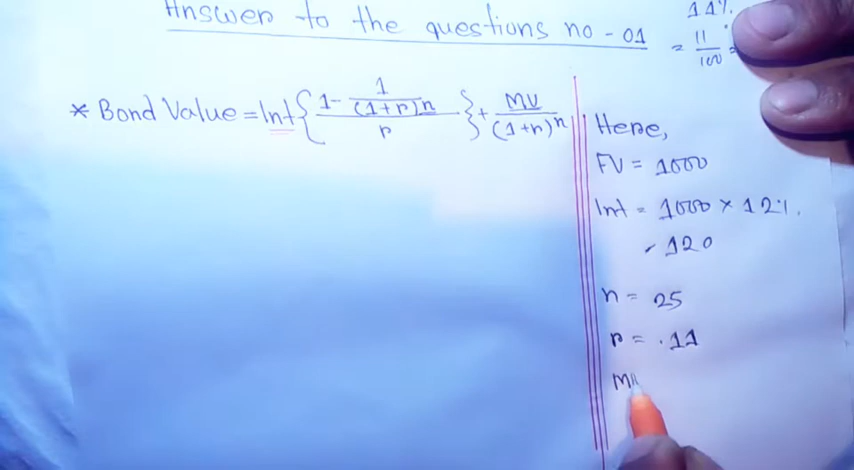 Answer to the questions no - 01
11%
= 11/100 =
* Bond Value = Int { (1 - 1/(1+r)n) / r } + MV/(1+r)^n
Here,
FV = 1000
Int = 1000 × 12%.
= 120
n = 25
r = .11
M